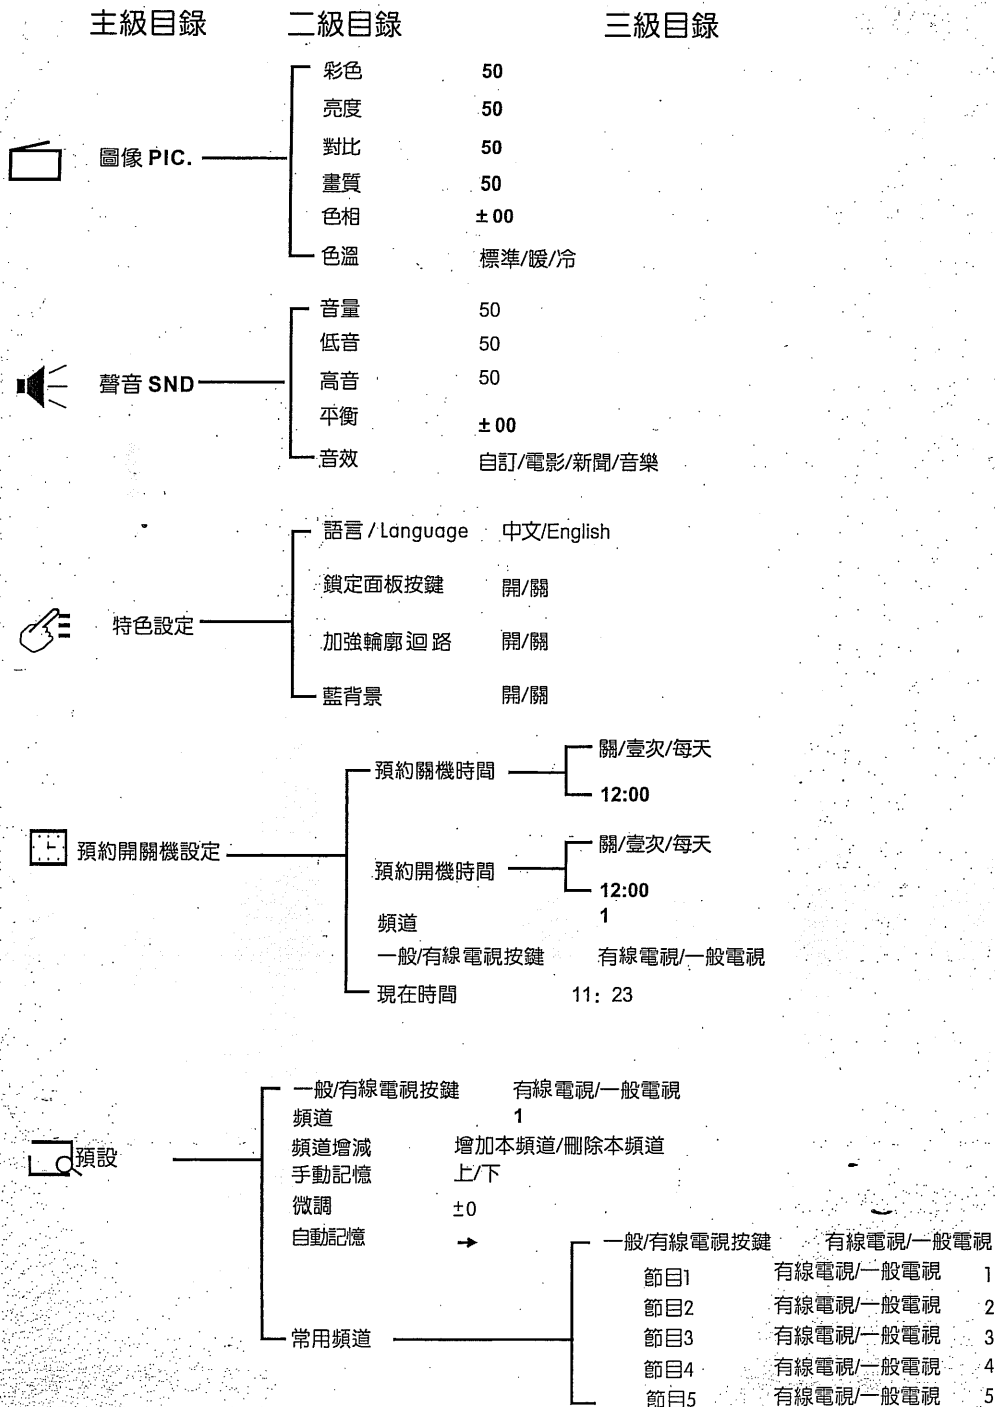 主級目錄 二級目錄 三級目錄
彩色 50
亮度 50
對比 50
圖像 PIC.
畫質 50
色相 ±00
色溫 標準/暖/冷
音量 50
低音 50
聲音 SND
高音 50
平衡 ±00
音效 自訂/電影/新聞/音樂
語言/Language 中文/English
鎖定面板按鍵 開/關
特色設定
加強輪廓迴路 開/關
藍背景 開/關
關/壹次/每天
預約關機時間
12:00
預約開關機設定
關/壹次/每天
預約開機時間
12:00
頻道 1
一般/有線電視按鍵 有線電視/一般電視
現在時間 11: 23
一般/有線電視按鍵 有線電視/一般電視
頻道 1
頻道增減 增加本頻道/刪除本頻道
預設
手動記憶 上/下
微調 ±0
自動記憶 →
一般/有線電視按鍵 有線電視/一般電視
節目1 有線電視/一般電視 1
節目2 有線電視/一般電視 2
常用頻道
節目3 有線電視/一般電視 3
節目4 有線電視/一般電視 4
節目5 有線電視/一般電視 5